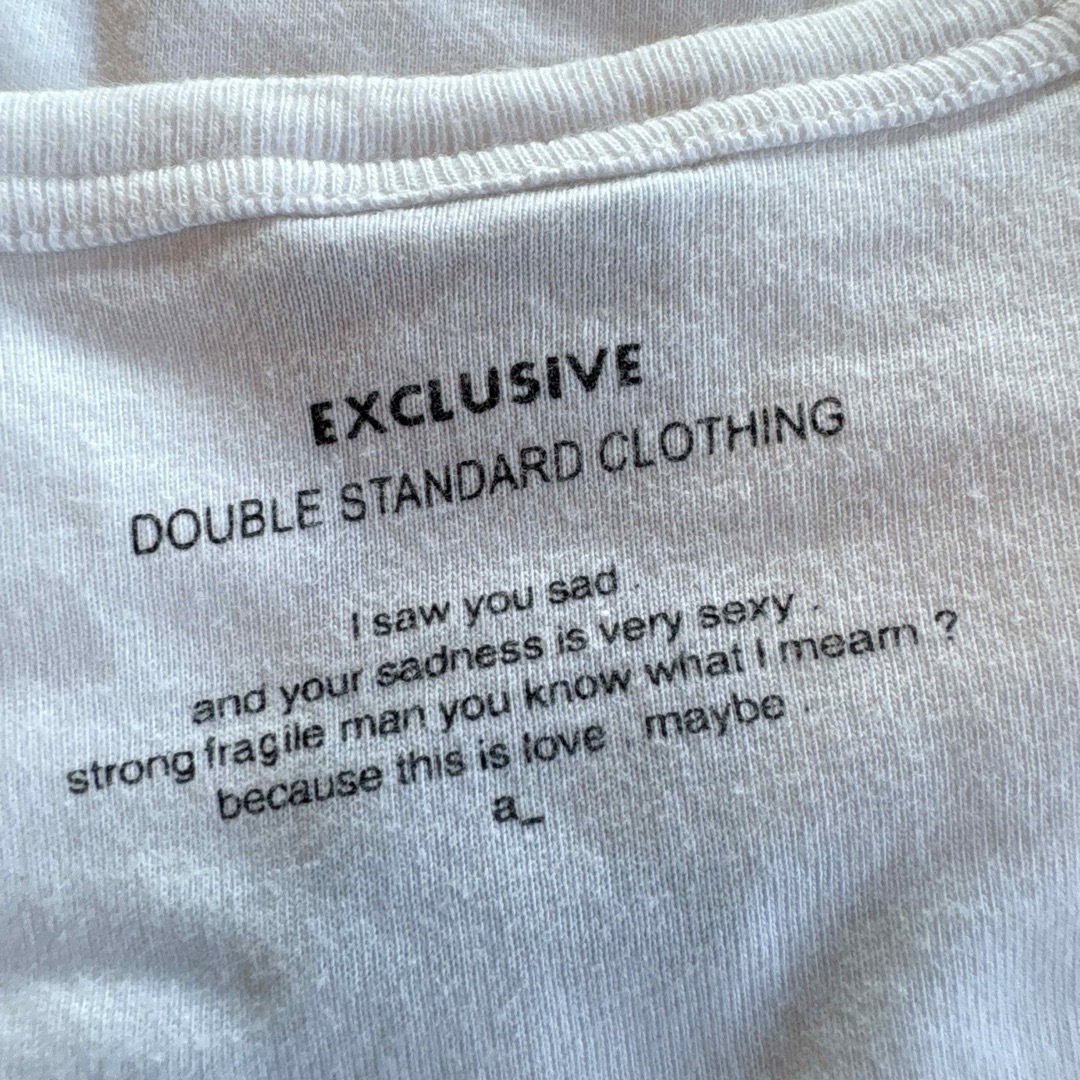 EXCLUSIVE
DOUBLE STANDARD CLOTHING
I saw you sad .
and your sadness is very sexy .
strong fragile man you know what I mearn ?
because this is love . maybe .
a_